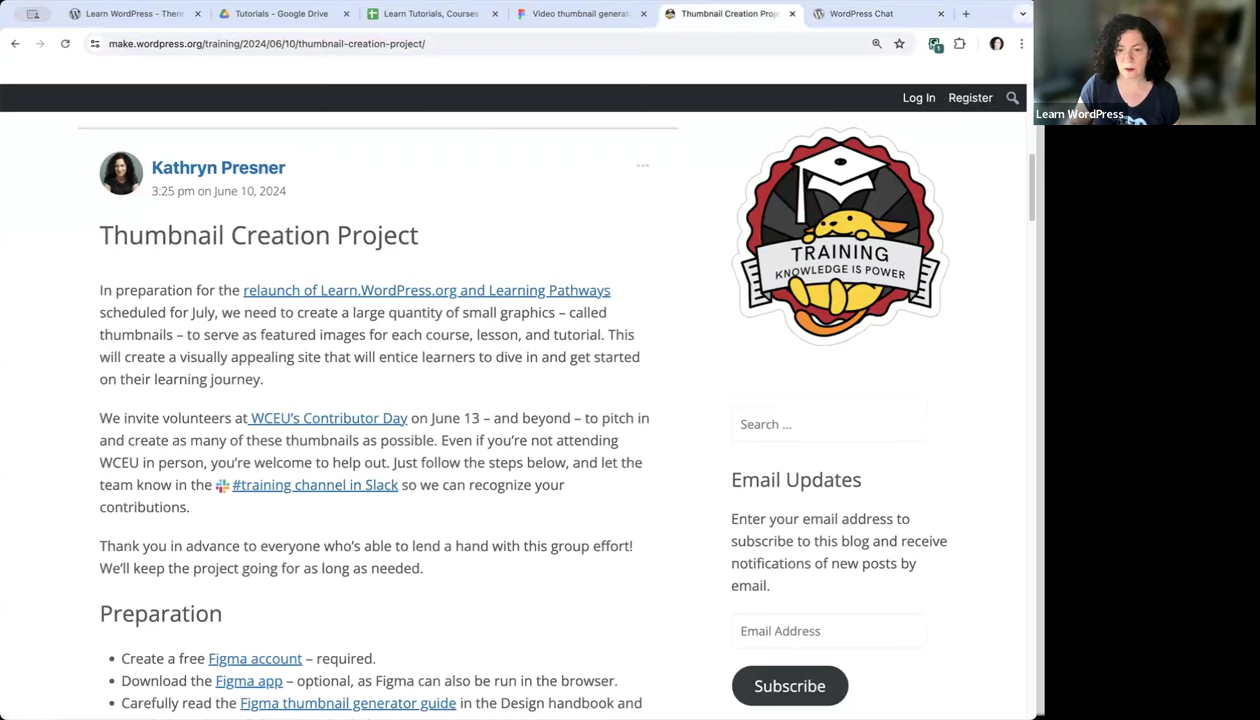 Learn WordPress – There
Tutorials - Google Drive
Learn Tutorials, Courses
Video thumbnail generat
Thumbnail Creation Proje
WordPress Chat
make.wordpress.org/training/2024/06/10/thumbnail-creation-project/
1
Learn WordPress
Log In
Register
Kathryn Presner
3:25 pm on June 10, 2024
Thumbnail Creation Project
In preparation for the relaunch of Learn.WordPress.org and Learning Pathways
scheduled for July, we need to create a large quantity of small graphics – called
thumbnails – to serve as featured images for each course, lesson, and tutorial. This
will create a visually appealing site that will entice learners to dive in and get started
on their learning journey.
We invite volunteers at WCEU's Contributor Day on June 13 – and beyond – to pitch in
and create as many of these thumbnails as possible. Even if you're not attending
WCEU in person, you're welcome to help out. Just follow the steps below, and let the
team know in the #training channel in Slack so we can recognize your
contributions.
Thank you in advance to everyone who's able to lend a hand with this group effort!
We'll keep the project going for as long as needed.
Preparation
Create a free Figma account – required.
Download the Figma app – optional, as Figma can also be run in the browser.
Carefully read the Figma thumbnail generator guide in the Design handbook and
TRAINING
KNOWLEDGE IS POWER
Search ...
Email Updates
Enter your email address to
subscribe to this blog and receive
notifications of new posts by
email.
Email Address
Subscribe